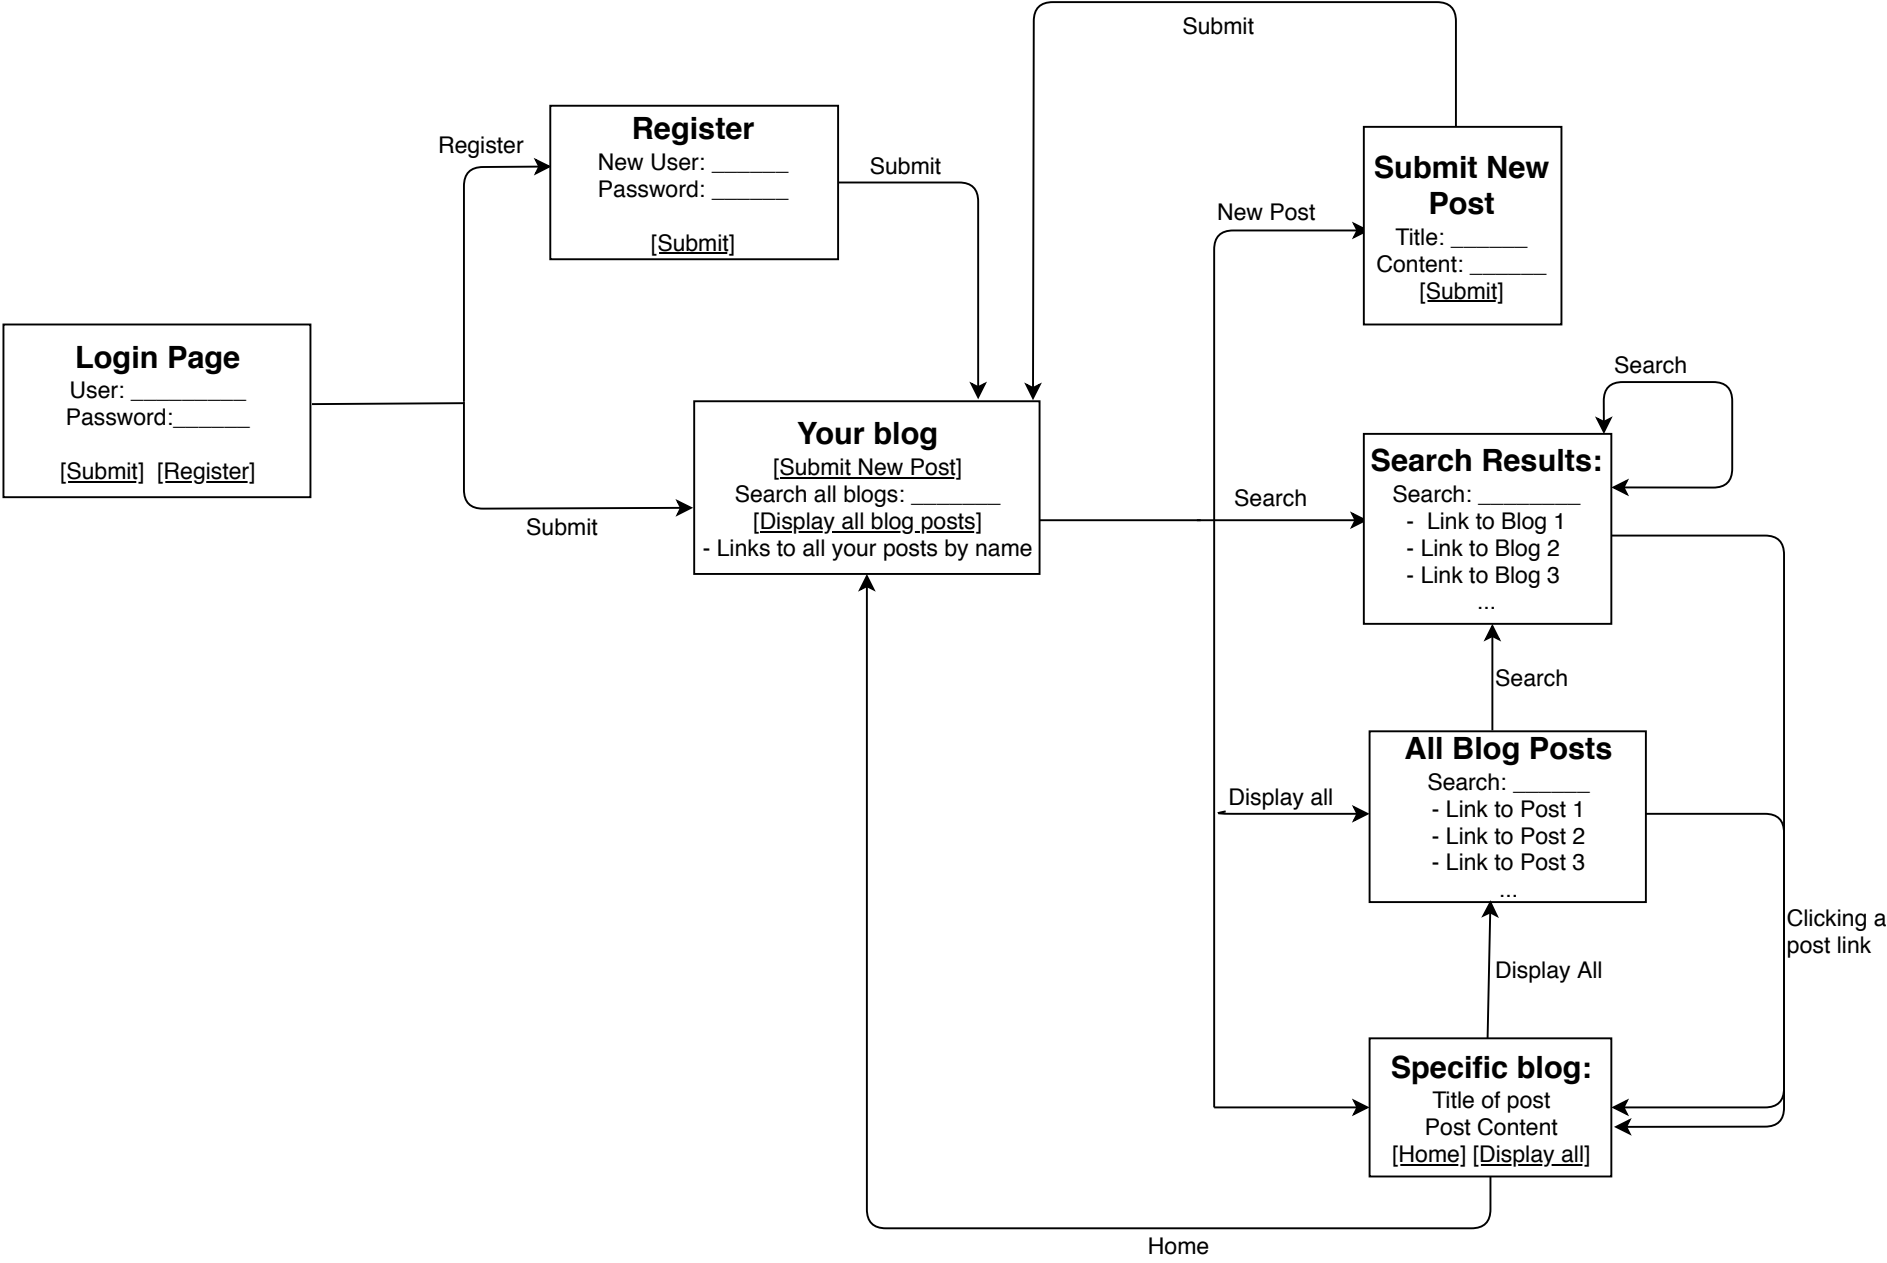 Submit
Register
Register
New User: ______
Password: ______
[Submit]
Submit
Submit New
Post
Title: ______
Content: ______
[Submit]
New Post
Login Page
User: _________
Password:______
[Submit]  [Register]
Submit
Your blog
[Submit New Post]
Search all blogs: _______
[Display all blog posts]
- Links to all your posts by name
Search
Search
Search Results:
Search: ________
-  Link to Blog 1
- Link to Blog 2
- Link to Blog 3
...
Search
Display all
All Blog Posts
Search: ______
- Link to Post 1
- Link to Post 2
- Link to Post 3
...
Clicking a
post link
Display All
Specific blog:
Title of post
Post Content
[Home] [Display all]
Home